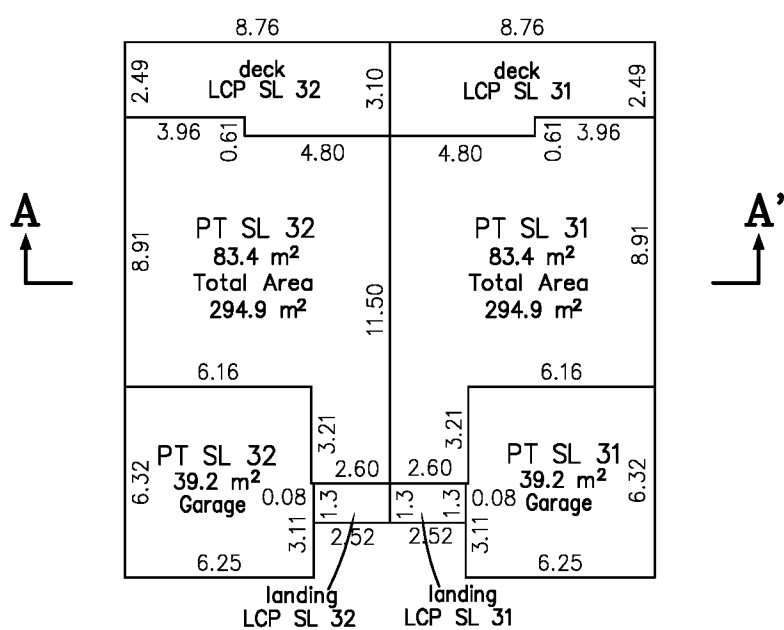 8.76 8.76
2.49 deck 3.10 deck 2.49
LCP SL 32 LCP SL 31
3.96 0.61 4.80 4.80 0.61 3.96
A A'
PT SL 32 PT SL 31
8.91 83.4 m² 83.4 m² 8.91
Total Area Total Area
294.9 m² 11.50 294.9 m²
6.16 6.16
3.21 3.21
PT SL 32 PT SL 31
6.32 39.2 m² 2.60 2.60 39.2 m² 6.32
Garage 0.08 1.3 1.3 1.3 0.08 Garage
3.11 2.52 2.52 3.11
6.25 6.25
landing landing
LCP SL 32 LCP SL 31